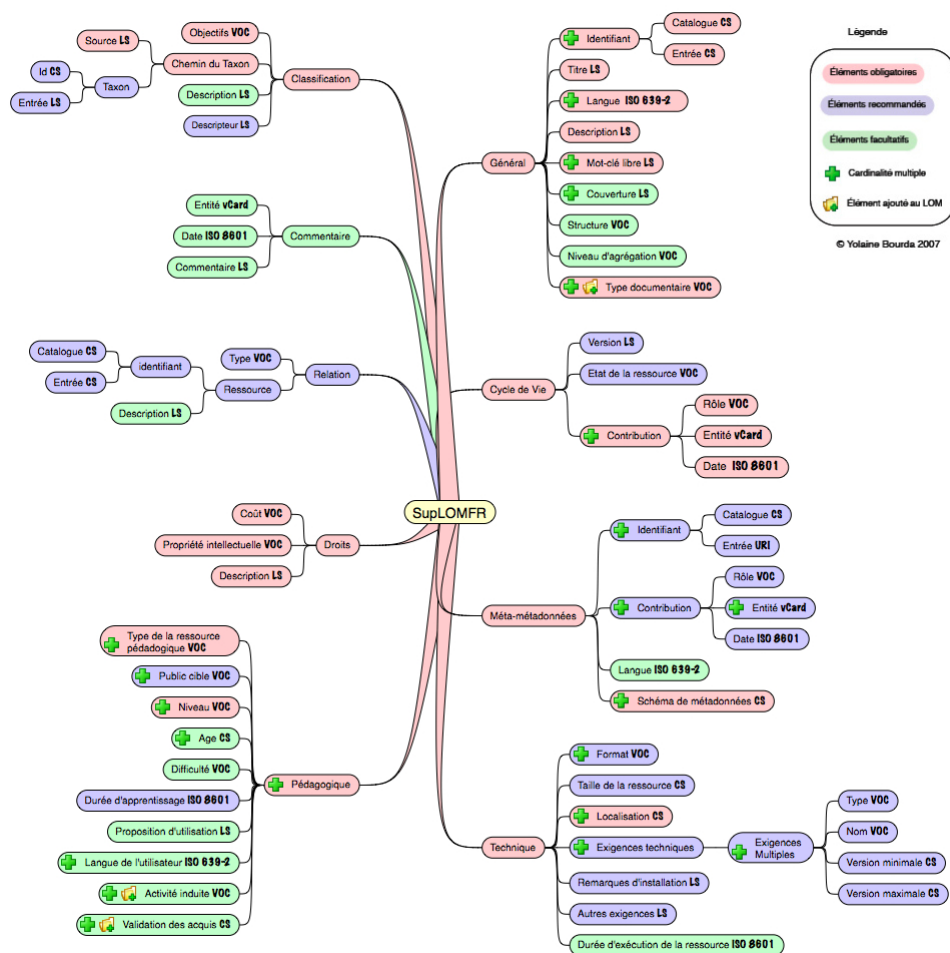 SupLOMFR
Classification
Objectifs VOC
Chemin du Taxon
Source LS
Taxon
Id CS
Entrée LS
Description LS
Descripteur LS
Commentaire
Entité vCard
Date ISO 8601
Commentaire LS
Relation
Type VOC
Ressource
identifiant
Catalogue CS
Entrée CS
Description LS
Droits
Coût VOC
Propriété intellectuelle VOC
Description LS
Pédagogique
Type de la ressource
pédagogique VOC
Public cible VOC
Niveau VOC
Age CS
Difficulté VOC
Durée d'apprentissage ISO 8601
Proposition d'utilisation LS
Langue de l'utilisateur ISO 639-2
Activité induite VOC
Validation des acquis CS
Général
Identifiant
Catalogue CS
Entrée CS
Titre LS
Langue ISO 639-2
Description LS
Mot-clé libre LS
Couverture LS
Structure VOC
Niveau d'agrégation VOC
Type documentaire VOC
Cycle de Vie
Version LS
Etat de la ressource VOC
Contribution
Rôle VOC
Entité vCard
Date ISO 8601
Méta-métadonnées
Identifiant
Catalogue CS
Entrée URI
Contribution
Rôle VOC
Entité vCard
Date ISO 8601
Langue ISO 639-2
Schéma de métadonnées CS
Technique
Format VOC
Taille de la ressource CS
Localisation CS
Exigences techniques
Exigences
Multiples
Type VOC
Nom VOC
Version minimale CS
Version maximale CS
Remarques d'installation LS
Autres exigences LS
Durée d'exécution de la ressource ISO 8601
Légende
Éléments obligatoires
Éléments recommandés
Éléments facultatifs
Cardinalité multiple
Élément ajouté au LOM
© Yolaine Bourda 2007